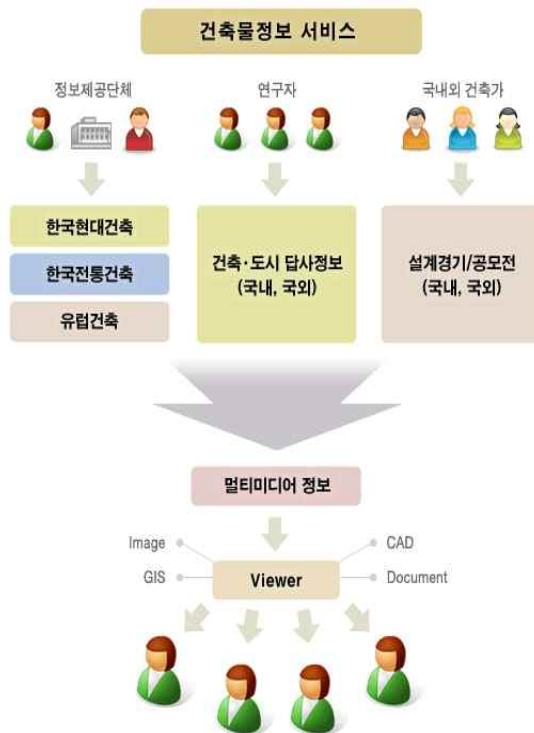 건축물정보 서비스
정보제공단체
연구자
국내외 건축가
한국현대건축
한국전통건축
유럽건축
건축·도시 답사정보
(국내, 국외)
설계경기/공모전
(국내, 국외)
멀티미디어 정보
Image
CAD
GIS
Viewer
Document